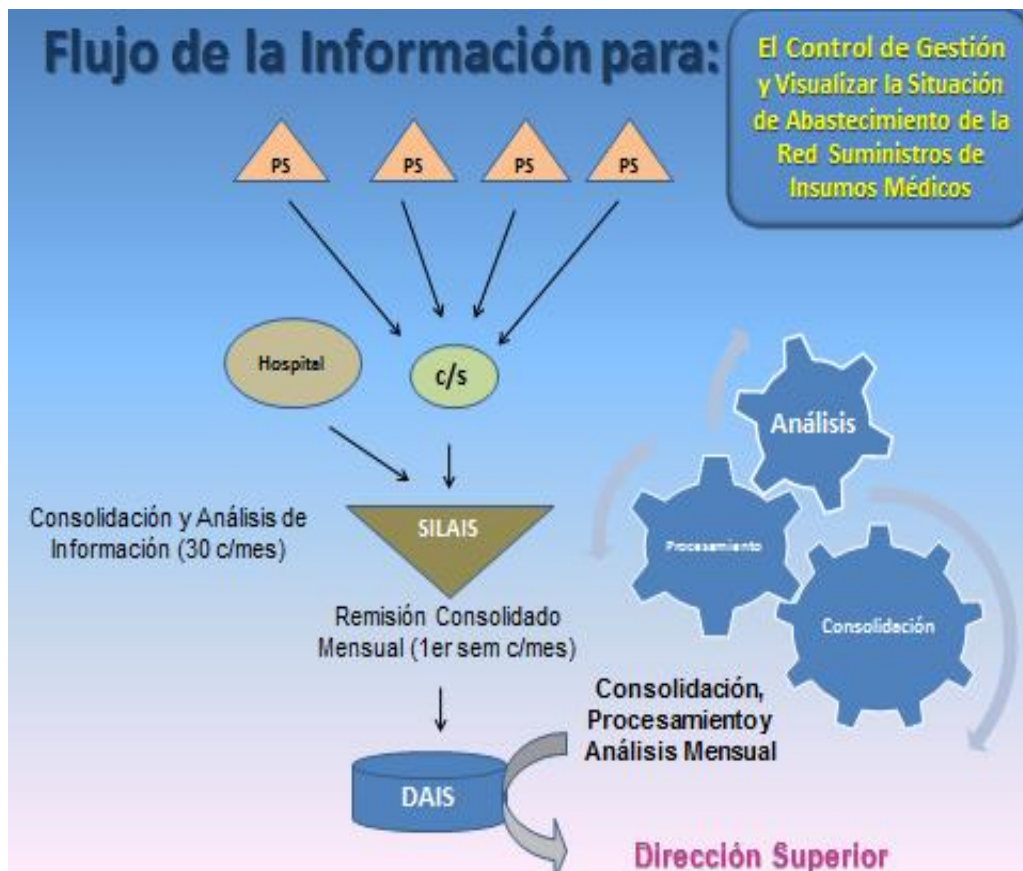 Flujo de la Información para:
El Control de Gestión
y Visualizar la Situación
de Abastecimiento de la
Red Suministros de
Insumos Médicos
PS
PS
PS
PS
Hospital
c/s
Análisis
Procesamiento
Consolidación
Consolidación y Análisis de
Información (30 c/mes)
SILAIS
Remisión Consolidado
Mensual (1er sem c/mes)
Consolidación,
Procesamiento y
Análisis Mensual
DAIS
Dirección Superior